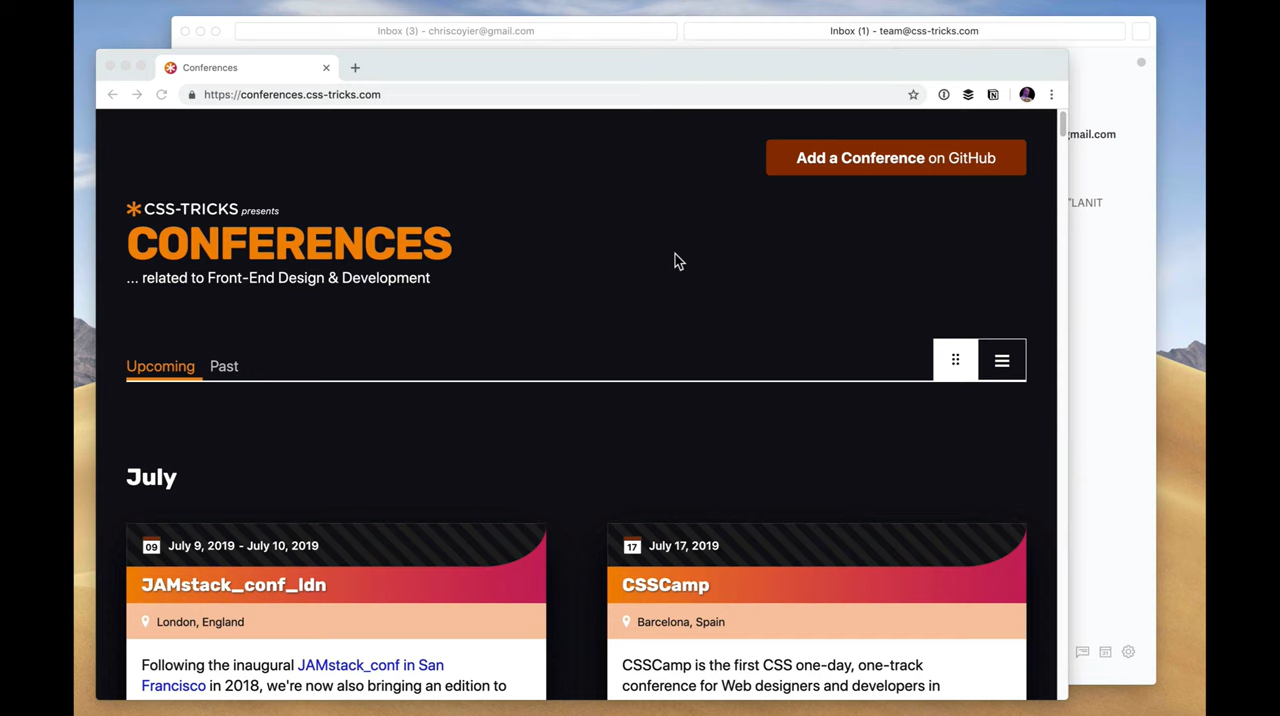 Inbox (3) - chriscoyier@gmail.com
Inbox (1) - team@css-tricks.com
Conferences
https://conferences.css-tricks.com
gmail.com
Add a Conference on GitHub
CSS-TRICKS presents
CONFERENCES
... related to Front-End Design & Development
Upcoming
Past
July
09
July 9, 2019 - July 10, 2019
JAMstack_conf_ldn
London, England
Following the inaugural JAMstack_conf in San
Francisco in 2018, we're now also bringing an edition to
17
July 17, 2019
CSSCamp
Barcelona, Spain
CSSCamp is the first CSS one-day, one-track
conference for Web designers and developers in